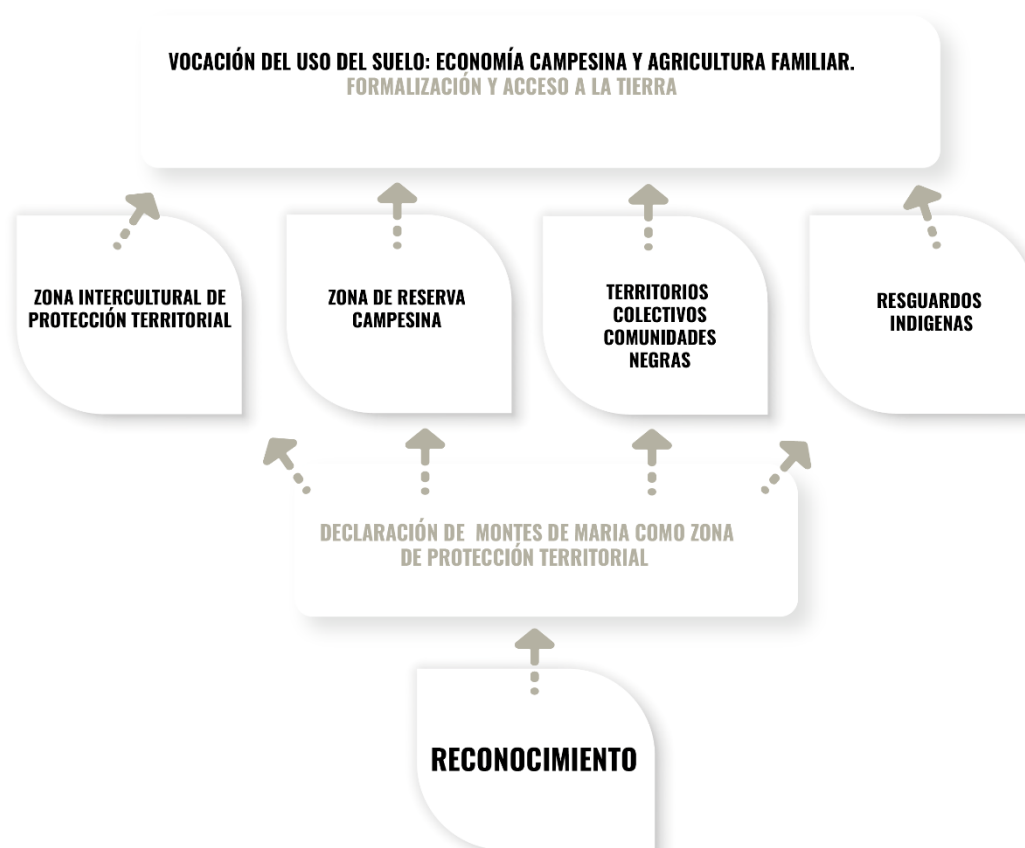 VOCACIÓN DEL USO DEL SUELO: ECONOMÍA CAMPESINA Y AGRICULTURA FAMILIAR.
FORMALIZACIÓN Y ACCESO A LA TIERRA
ZONA INTERCULTURAL DE
PROTECCIÓN TERRITORIAL
ZONA DE RESERVA
CAMPESINA
TERRITORIOS
COLECTIVOS
COMUNIDADES
NEGRAS
RESGUARDOS
INDIGENAS
DECLARACIÓN DE MONTES DE MARIA COMO ZONA
DE PROTECCIÓN TERRITORIAL
RECONOCIMIENTO